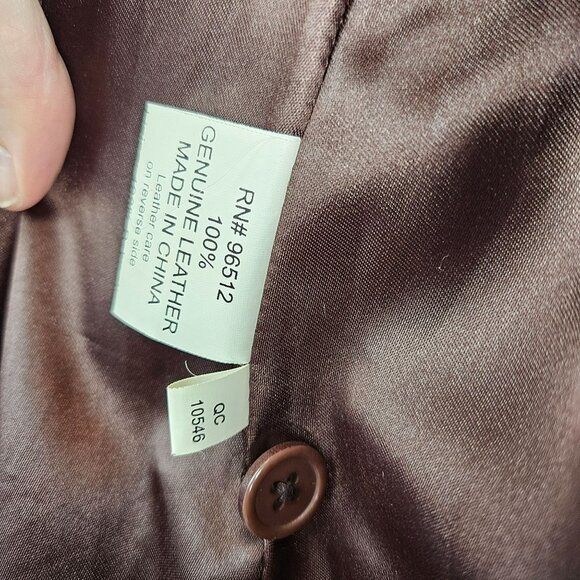 RN# 96512
100%
GENUINE LEATHER
MADE IN CHINA
Leather care
on reverse side
QC
10546